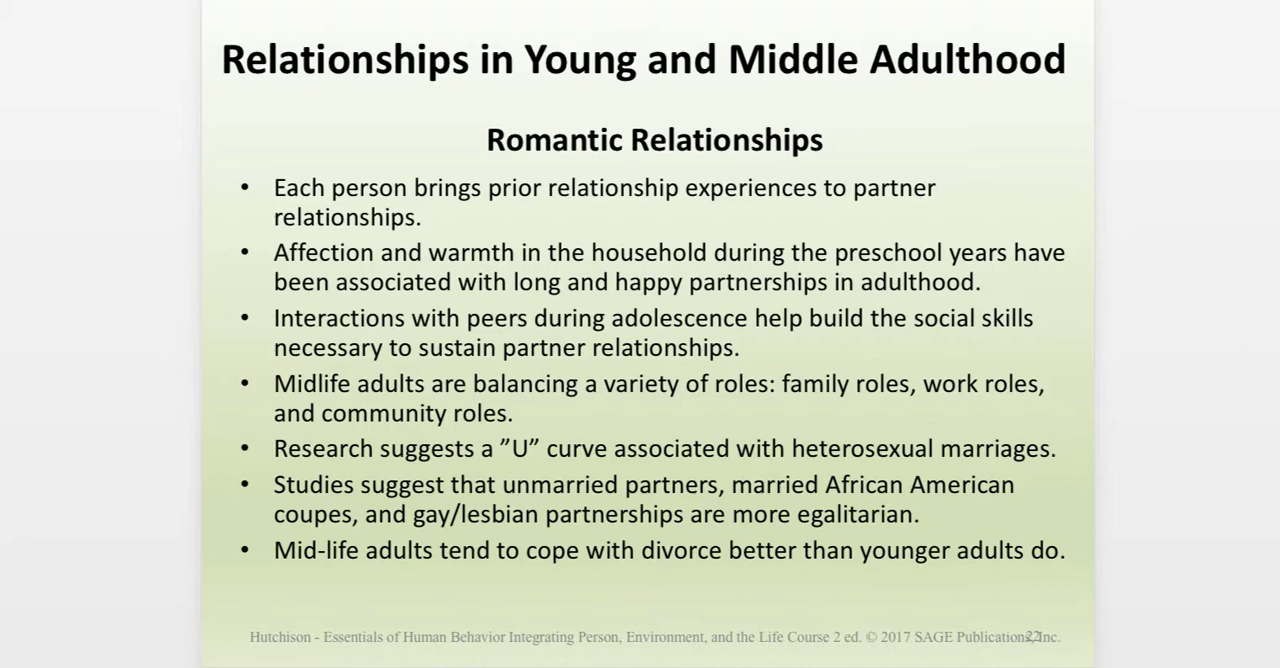 Relationships in Young and Middle Adulthood
Romantic Relationships
• Each person brings prior relationship experiences to partner
relationships.
• Affection and warmth in the household during the preschool years have
been associated with long and happy partnerships in adulthood.
• Interactions with peers during adolescence help build the social skills
necessary to sustain partner relationships.
• Midlife adults are balancing a variety of roles: family roles, work roles,
and community roles.
• Research suggests a ”U” curve associated with heterosexual marriages.
• Studies suggest that unmarried partners, married African American
coupes, and gay/lesbian partnerships are more egalitarian.
• Mid-life adults tend to cope with divorce better than younger adults do.
Hutchison - Essentials of Human Behavior Integrating Person, Environment, and the Life Course 2 ed. © 2017 SAGE Publications, Inc.
22